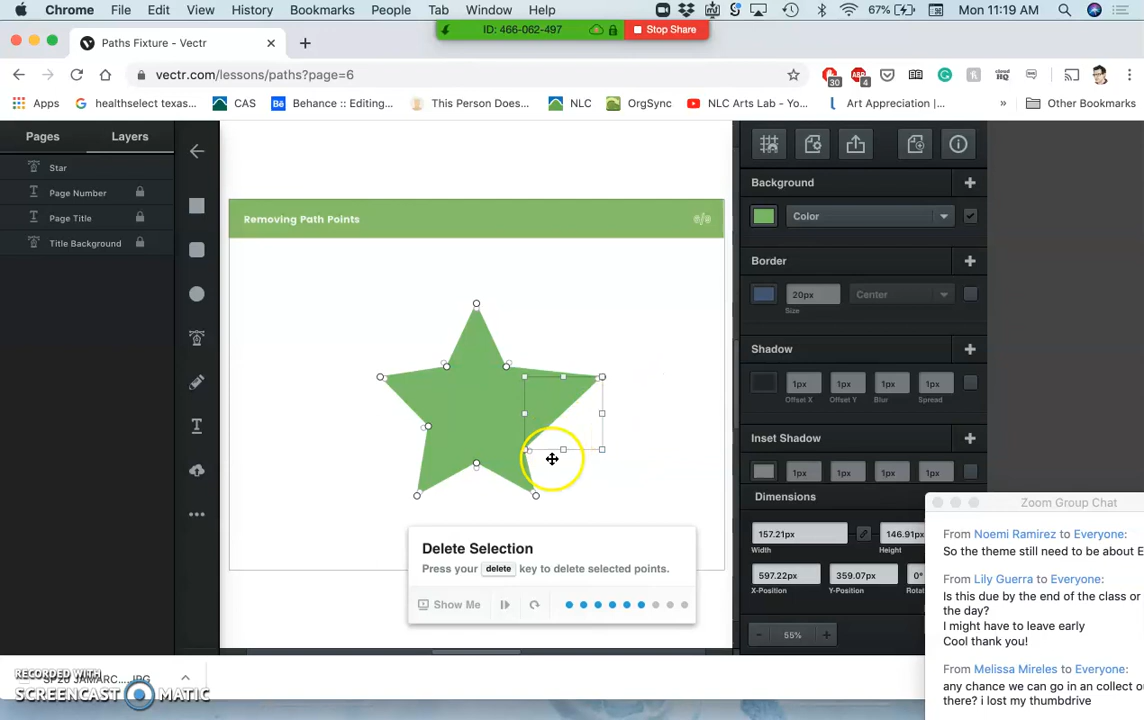 Chrome File Edit View History Bookmarks People Tab Window Help 67% Mon 11:19 AM
ID: 466-062-497 Stop Share
Paths Fixture - Vectr
vectr.com/lessons/paths?page=6 30 4
Apps healthselect texas... CAS Behance :: Editing... This Person Does... NLC OrgSync NLC Arts Lab - Yo... Art Appreciation |... » Other Bookmarks
Pages Layers
Star
Page Number
Page Title
Title Background
Removing Path Points
Background
Color
Border
20px Center
Size
Shadow
1px 1px 1px 1px
Offset X Offset Y Blur Spread
Inset Shadow
1px 1px 1px 1px
Dimensions
157.21px 146.91px
Width Height
597.22px 359.07px 0°
X-Position Y-Position
55%
Delete Selection
Press your delete key to delete selected points.
Show Me
Zoom Group Chat
From Noemi Ramirez to Everyone:
So the theme still need to be about E
From Lily Guerra to Everyone:
Is this due by the end of the class or
the day?
I might have to leave early
Cool thank you!
From Melissa Mireles to Everyone:
any chance we can go in an collect o
there? i lost my thumbdrive
RECORDED WITH
SCREENCAST MATIC